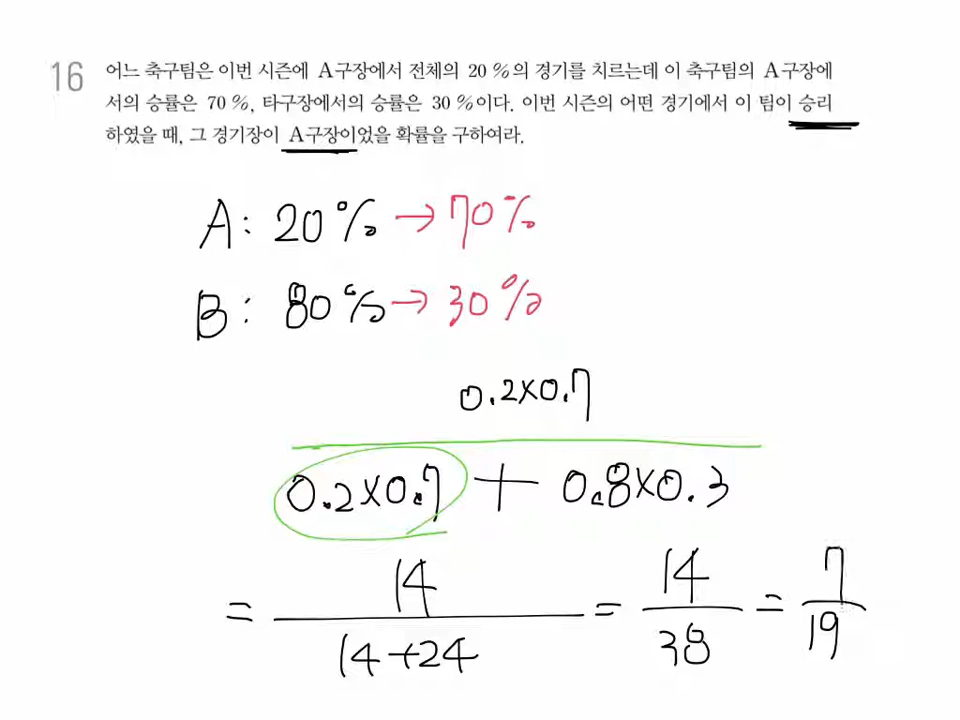 16 어느 축구팀은 이번 시즌에 A구장에서 전체의 20 %의 경기를 치르는데 이 축구팀의 A구장에
서의 승률은 70 %, 타구장에서의 승률은 30 %이다. 이번 시즌의 어떤 경기에서 이 팀이 승리
하였을 때, 그 경기장이 A구장이었을 확률을 구하여라.
A: 20% → 70%
B: 80% → 30%
0.2×0.7
0.2×0.7 + 0.8×0.3
= 14 / 14+24 = 14 / 38 = 7 / 19